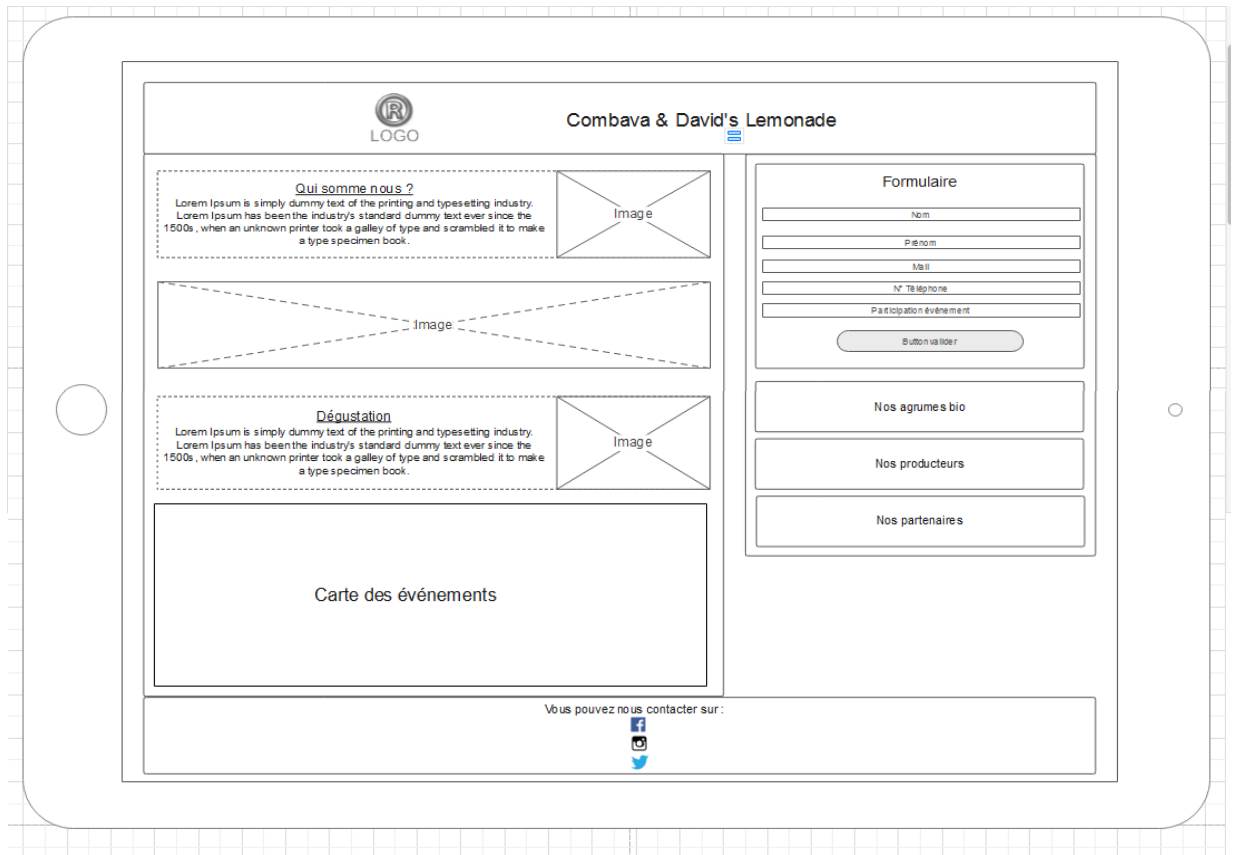 LOGO
Combava & David's Lemonade
Qui somme nous ?
Lorem Ipsum is simply dummy text of the printing and typesetting industry.
Lorem Ipsum has been the industry's standard dummy text ever since the
1500s, when an unknown printer took a galley of type and scrambled it to make
a type specimen book.
Image
Image
Dégustation
Lorem Ipsum is simply dummy text of the printing and typesetting industry.
Lorem Ipsum has been the industry's standard dummy text ever since the
1500s, when an unknown printer took a galley of type and scrambled it to make
a type specimen book.
Image
Carte des événements
Formulaire
Nom
Prénom
Mail
N° Téléphone
Participation événement
Button valider
Nos agrumes bio
Nos producteurs
Nos partenaires
Vous pouvez nous contacter sur :